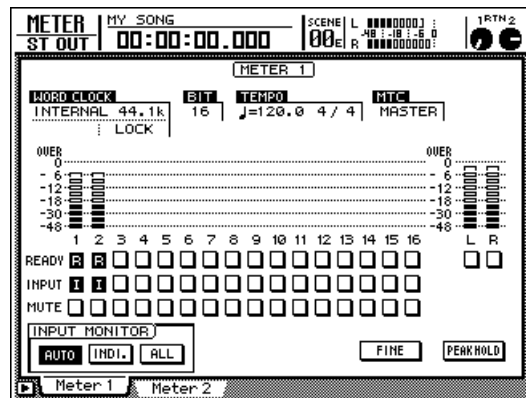 METER
ST OUT
MY SONG
00:00:00.000
SCENE
00E
L
R
-48 -18 -6 0
1 RTN 2
METER 1
WORD CLOCK BIT TEMPO MTC
INTERNAL 44.1k 16 ♩=120.0 4/4 MASTER
LOCK
OVER OVER
0 0
-6 -6
-12 -12
-18 -18
-30 -30
-48 -48
1 2 3 4 5 6 7 8 9 10 11 12 13 14 15 16 L R
READY R R
INPUT I I
MUTE
INPUT MONITOR
AUTO INDI. ALL FINE PEAKHOLD
Meter 1 Meter 2